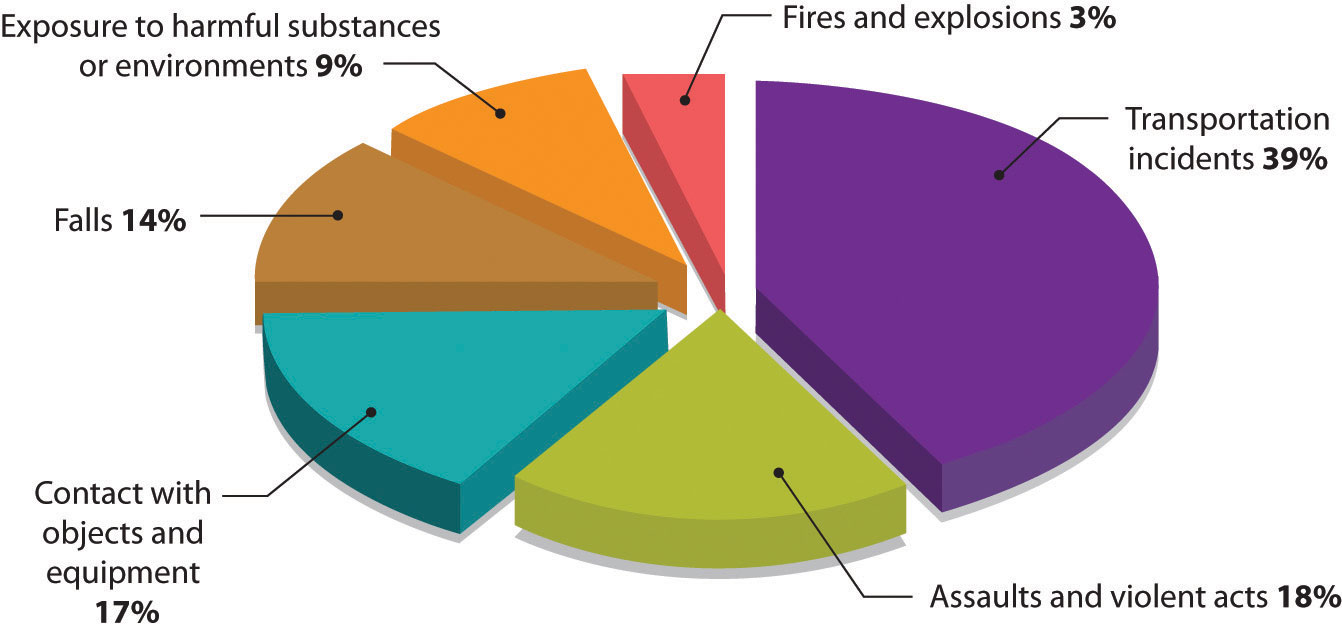 Exposure to harmful substances
or environments 9%
Fires and explosions 3%
Transportation
incidents 39%
Falls 14%
Contact with
objects and
equipment
17%
Assaults and violent acts 18%